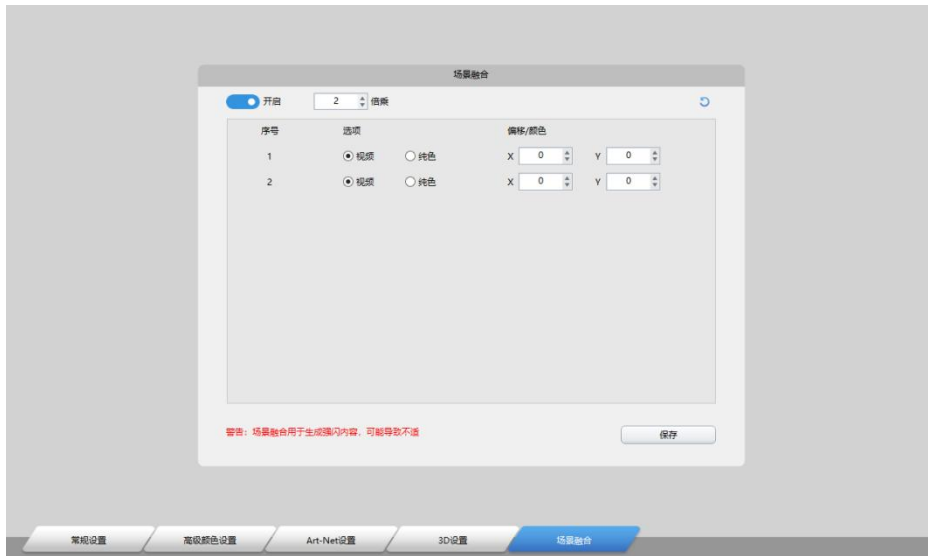 场景融合
开启 2 倍乘
序号 选项 偏移/颜色
1 视频 纯色 X 0 Y 0
2 视频 纯色 X 0 Y 0
警告：场景融合用于生成强闪内容，可能导致不适
保存
常规设置 高级颜色设置 Art-Net设置 3D设置 场景融合